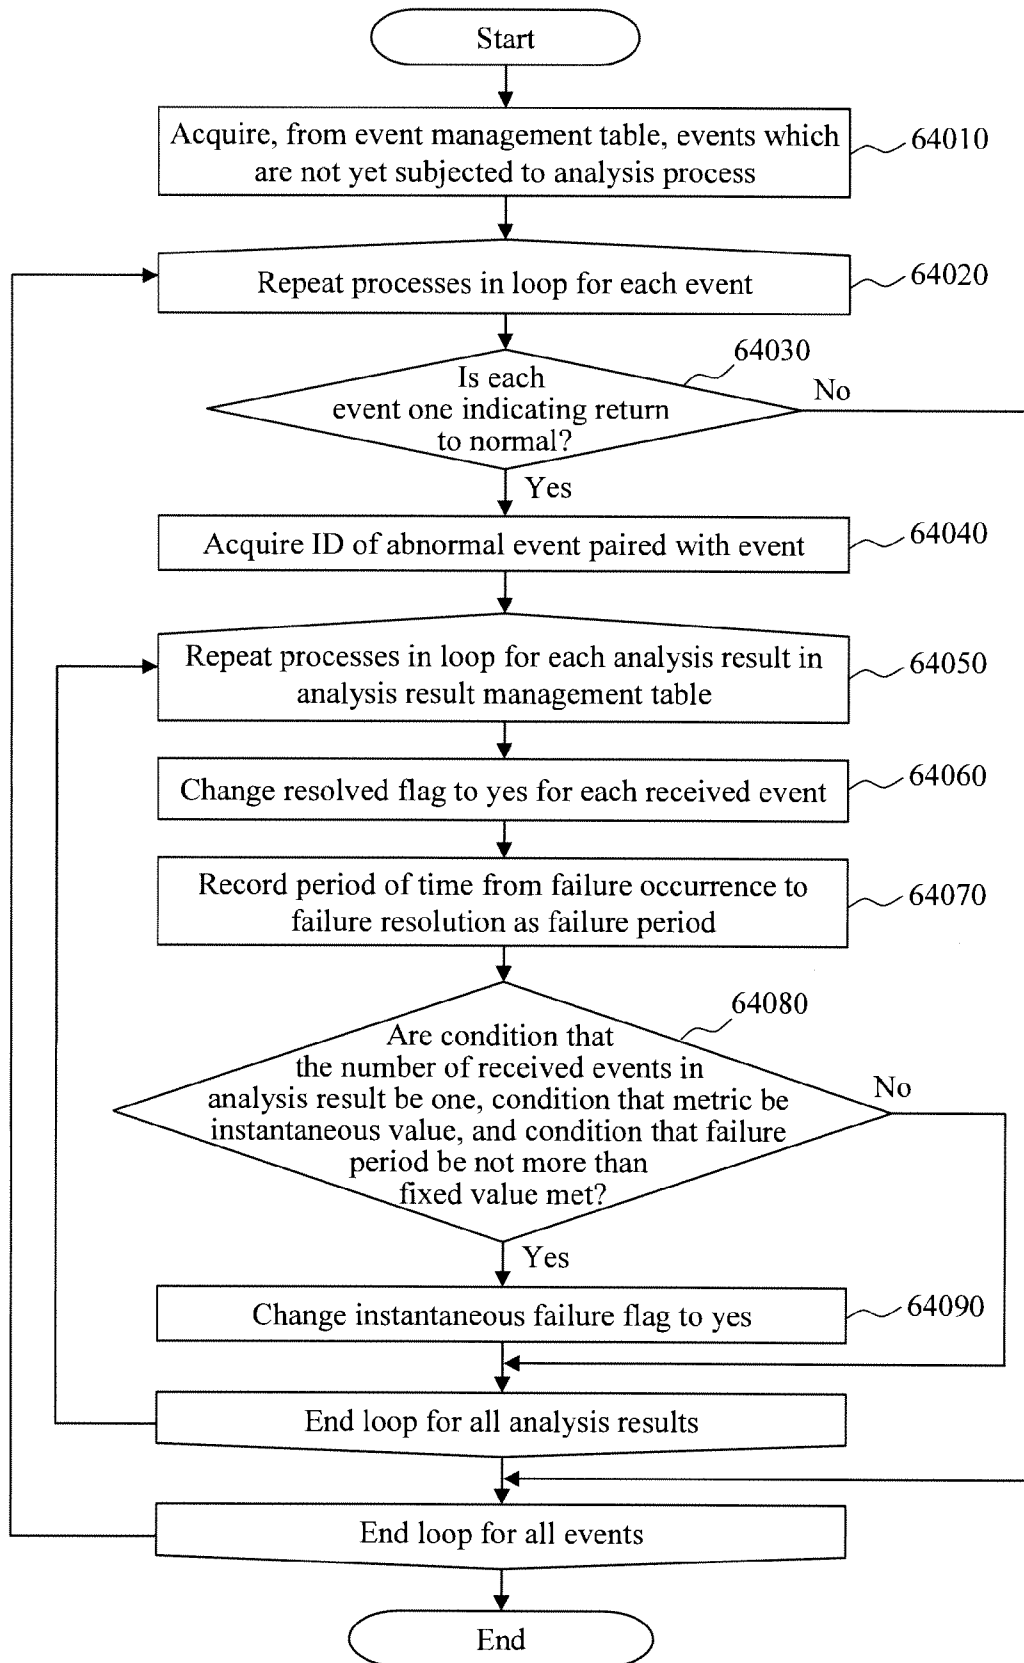 Start
Acquire, from event management table, events which
are not yet subjected to analysis process
64010
Repeat processes in loop for each event
64020
64030
Is each
event one indicating return
to normal?
No
Yes
Acquire ID of abnormal event paired with event
64040
Repeat processes in loop for each analysis result in
analysis result management table
64050
Change resolved flag to yes for each received event
64060
Record period of time from failure occurrence to
failure resolution as failure period
64070
64080
Are condition that
the number of received events in
analysis result be one, condition that metric be
instantaneous value, and condition that failure
period be not more than
fixed value met?
No
Yes
Change instantaneous failure flag to yes
64090
End loop for all analysis results
End loop for all events
End